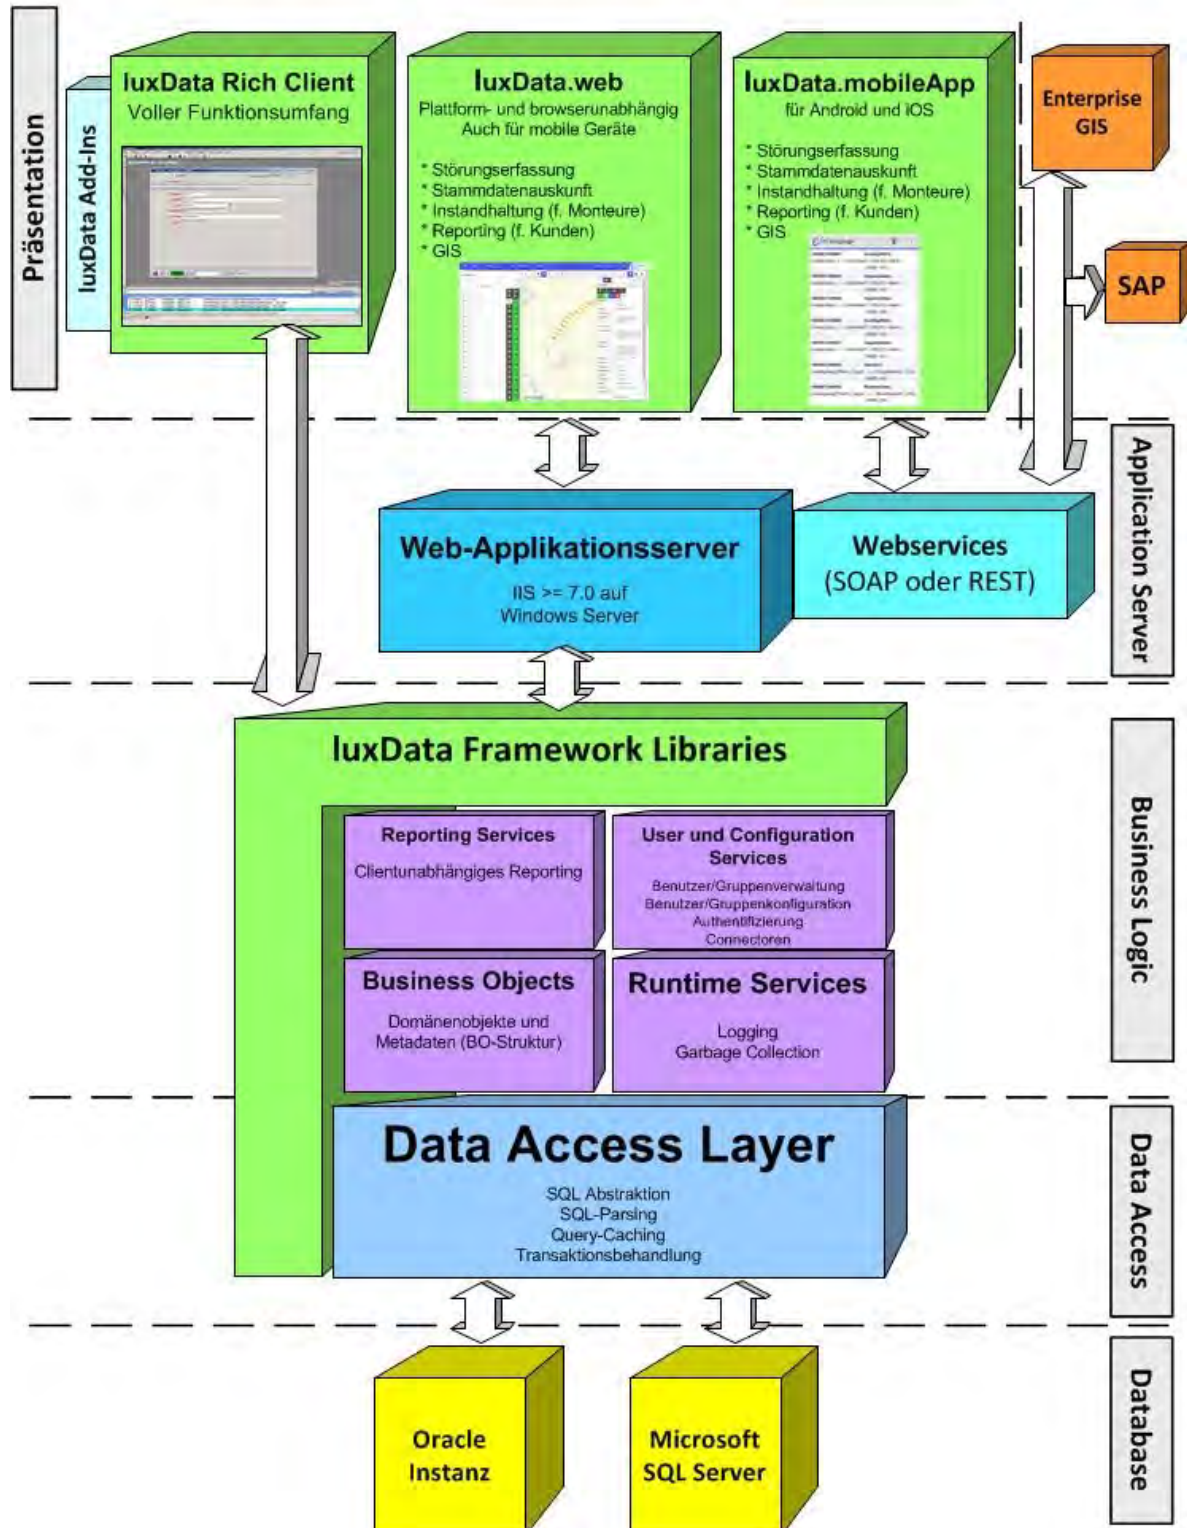 Präsentation
luxData Add-Ins
luxData Rich Client
Voller Funktionsumfang
luxData.web
Plattform- und browserunabhängig
Auch für mobile Geräte
* Störungserfassung
* Stammdatenauskunft
* Instandhaltung (f. Monteure)
* Reporting (f. Kunden)
* GIS
luxData.mobileApp
für Android und iOS
* Störungserfassung
* Stammdatenauskunft
* Instandhaltung (f. Monteure)
* Reporting (f. Kunden)
* GIS
Enterprise
GIS
SAP
Application Server
Web-Applikationsserver
IIS >= 7.0 auf
Windows Server
Webservices
(SOAP oder REST)
Business Logic
luxData Framework Libraries
Reporting Services
Clientunabhängiges Reporting
User und Configuration
Services
Benutzer/Gruppenverwaltung
Benutzer/Gruppenkonfiguration
Authentifizierung
Connectoren
Business Objects
Domänenobjekte und
Metadaten (BO-Struktur)
Runtime Services
Logging
Garbage Collection
Data Access
Data Access Layer
SQL Abstraktion
SQL-Parsing
Query-Caching
Transaktionsbehandlung
Database
Oracle
Instanz
Microsoft
SQL Server